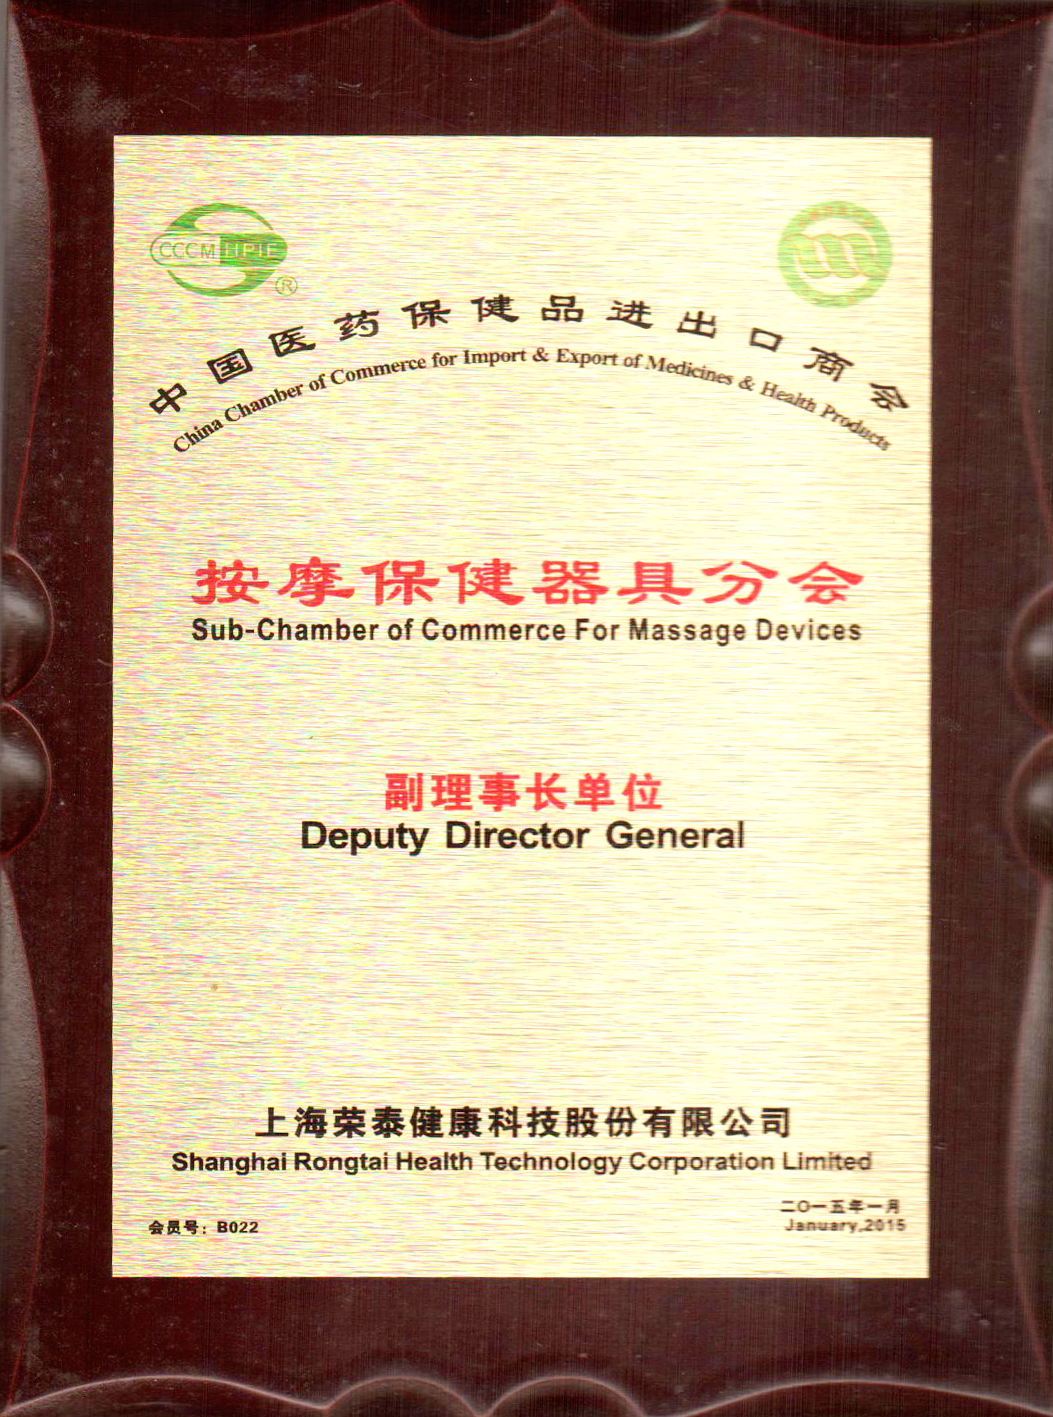 CCCMHPIE ®
中国医药保健品进出口商会
China Chamber of Commerce for Import & Export of Medicines & Health Products
按摩保健器具分会
Sub-Chamber of Commerce For Massage Devices
副理事长单位
Deputy Director General
上海荣泰健康科技股份有限公司
Shanghai Rongtai Health Technology Corporation Limited
二〇一五年一月
January,2015
会员号：B022